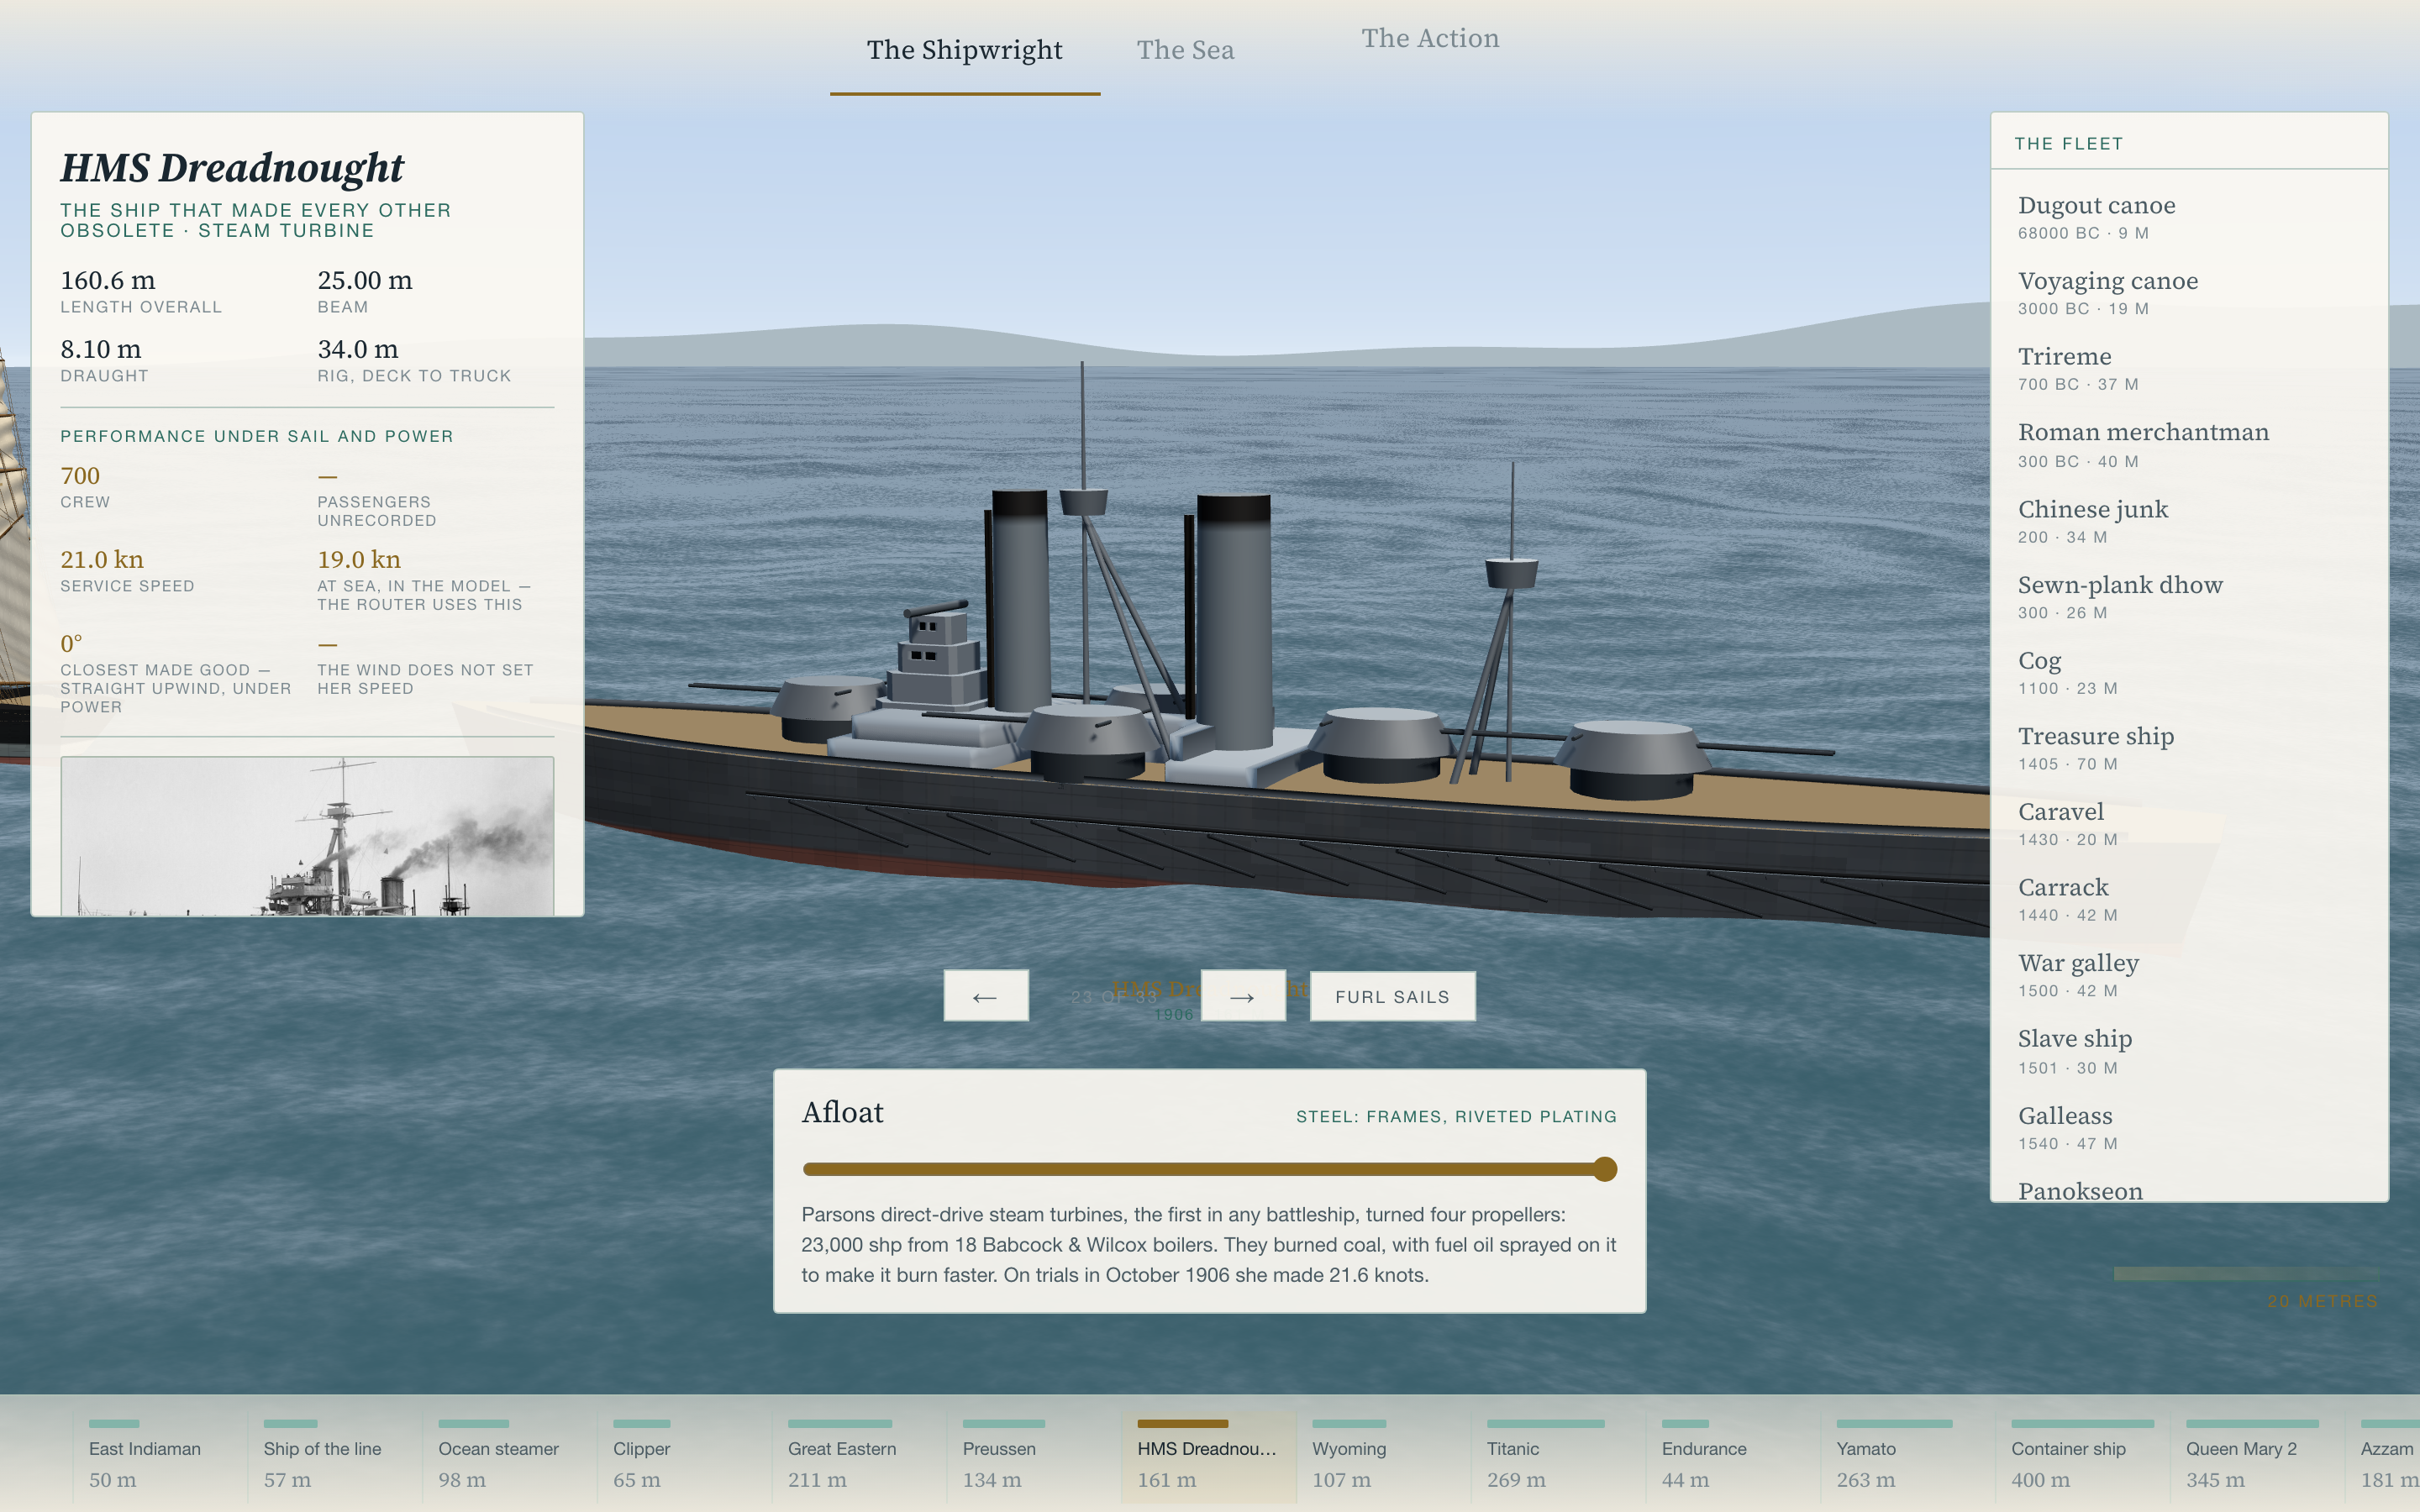 The Shipwright
The Sea
The Action
HMS Dreadnought
THE SHIP THAT MADE EVERY OTHER
OBSOLETE · STEAM TURBINE
160.6 m
LENGTH OVERALL
25.00 m
BEAM
8.10 m
DRAUGHT
34.0 m
RIG, DECK TO TRUCK
PERFORMANCE UNDER SAIL AND POWER
700
CREW
—
PASSENGERS
UNRECORDED
21.0 kn
SERVICE SPEED
19.0 kn
AT SEA, IN THE MODEL —
THE ROUTER USES THIS
0°
CLOSEST MADE GOOD —
STRAIGHT UPWIND, UNDER
POWER
—
THE WIND DOES NOT SET
HER SPEED
THE FLEET
Dugout canoe
68000 BC · 9 M
Voyaging canoe
3000 BC · 19 M
Trireme
700 BC · 37 M
Roman merchantman
300 BC · 40 M
Chinese junk
200 · 34 M
Sewn-plank dhow
300 · 26 M
Cog
1100 · 23 M
Treasure ship
1405 · 70 M
Caravel
1430 · 20 M
Carrack
1440 · 42 M
War galley
1500 · 42 M
Slave ship
1501 · 30 M
Galleass
1540 · 47 M
Panokseon
←
23 OF 33
→
FURL SAILS
HMS
1906
Afloat
STEEL: FRAMES, RIVETED PLATING
Parsons direct-drive steam turbines, the first in any battleship, turned four propellers:
23,000 shp from 18 Babcock & Wilcox boilers. They burned coal, with fuel oil sprayed on it
to make it burn faster. On trials in October 1906 she made 21.6 knots.
20 METRES
East Indiaman
50 m
Ship of the line
57 m
Ocean steamer
98 m
Clipper
65 m
Great Eastern
211 m
Preussen
134 m
HMS Dreadnou…
161 m
Wyoming
107 m
Titanic
269 m
Endurance
44 m
Yamato
263 m
Container ship
400 m
Queen Mary 2
345 m
Azzam
181 m